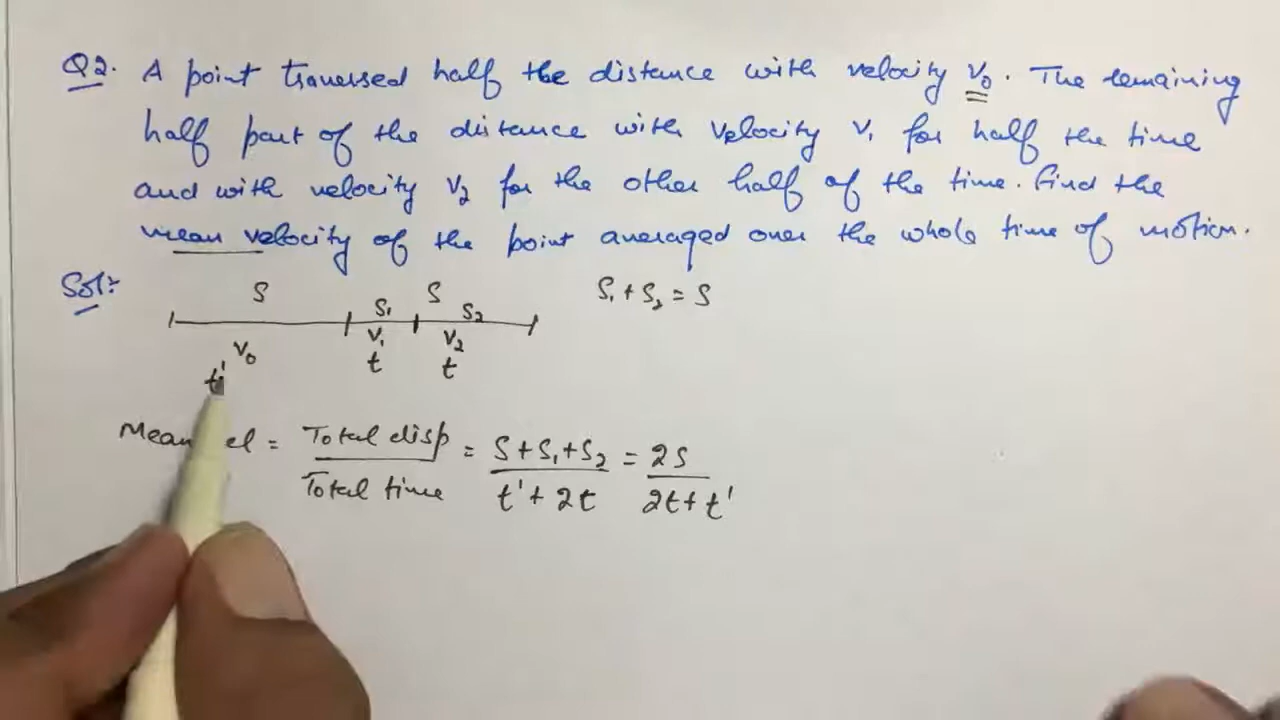 Q2. A point traversed half the distance with velocity v₀. The remaining
half part of the distance with velocity v₁ for half the time
and with velocity v₂ for the other half of the time. Find the
mean velocity of the point averaged over the whole time of motion.
Sol:
S S S₁ + S₂ = S
S₁ S₂
v₀ v₁ v₂
t' t t
Mean el = Total disp / Total time = S + S₁ + S₂ / t' + 2t = 2S / 2t + t'